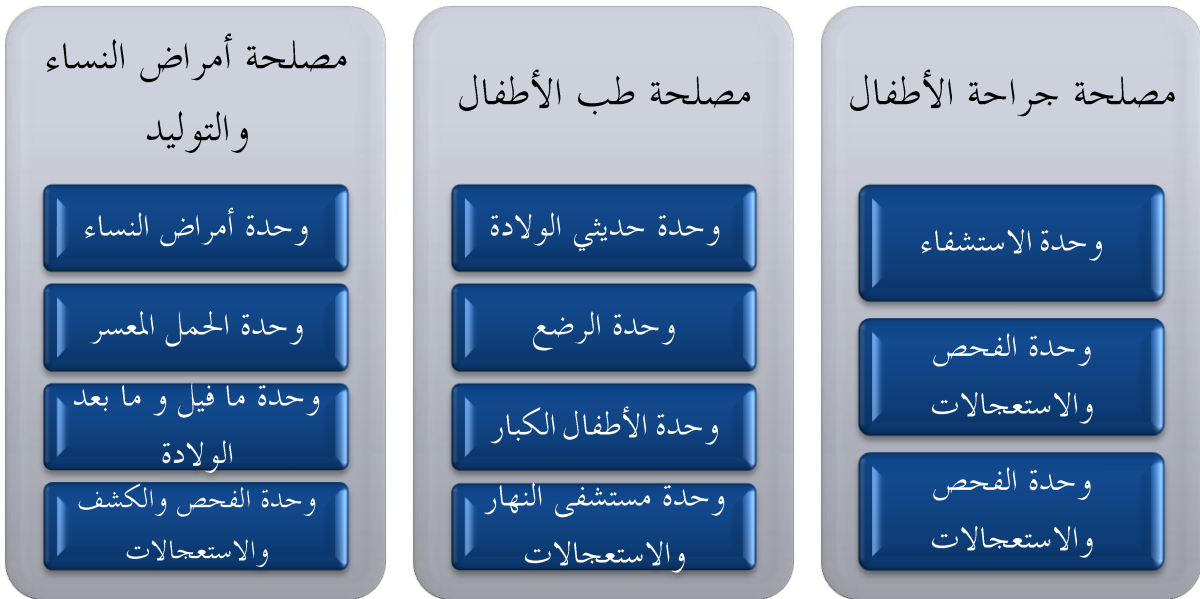 مصلحة جراحة الأطفال
وحدة الاستشفاء
وحدة الفحص
والاستعجالات
وحدة الفحص
والاستعجالات
مصلحة طب الأطفال
وحدة حديثي الولادة
وحدة الرضع
وحدة الأطفال الكبار
وحدة مستشفى النهار
والاستعجالات
مصلحة أمراض النساء
والتوليد
وحدة أمراض النساء
وحدة الحمل المعسر
وحدة ما فيل و ما بعد
الولادة
وحدة الفحص والكشف
والاستعجالات